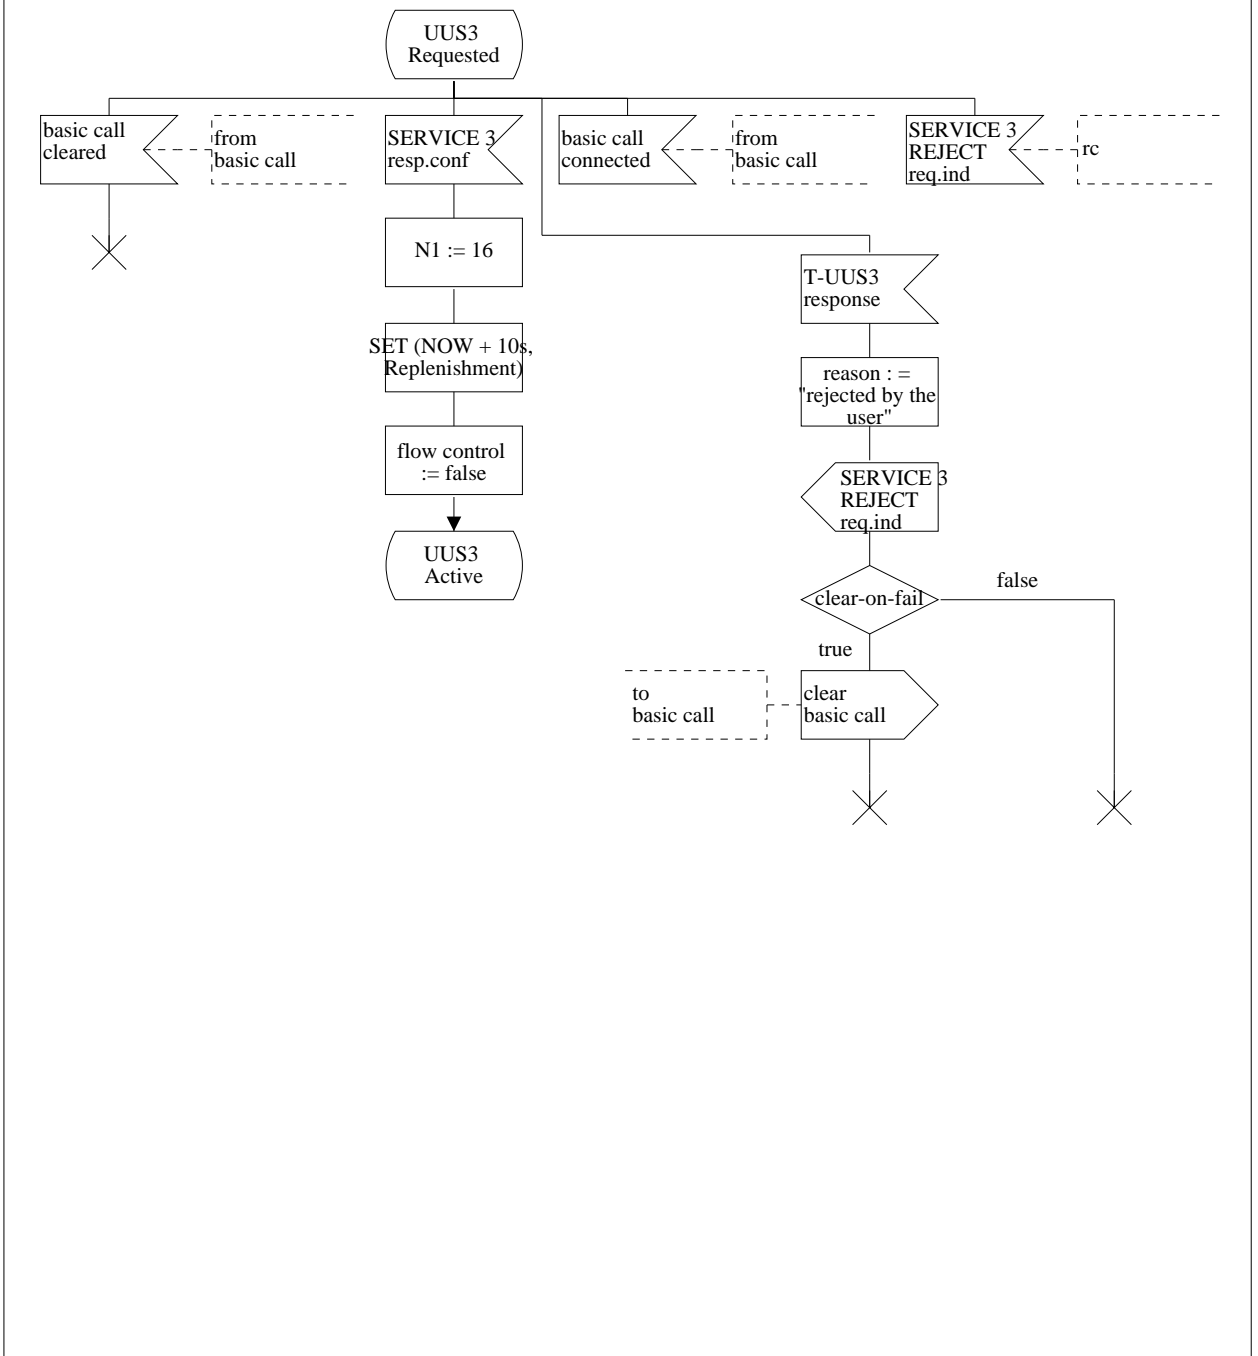 UUS3
Requested
basic call
cleared
from
basic call
SERVICE 3
resp.conf
basic call
connected
from
basic call
SERVICE 3
REJECT
req.ind
rc
N1 := 16
SET (NOW + 10s,
Replenishment)
flow control
:= false
UUS3
Active
T-UUS3
response
reason : =
"rejected by the
user"
SERVICE 3
REJECT
req.ind
clear-on-fail
false
true
to
basic call
clear
basic call